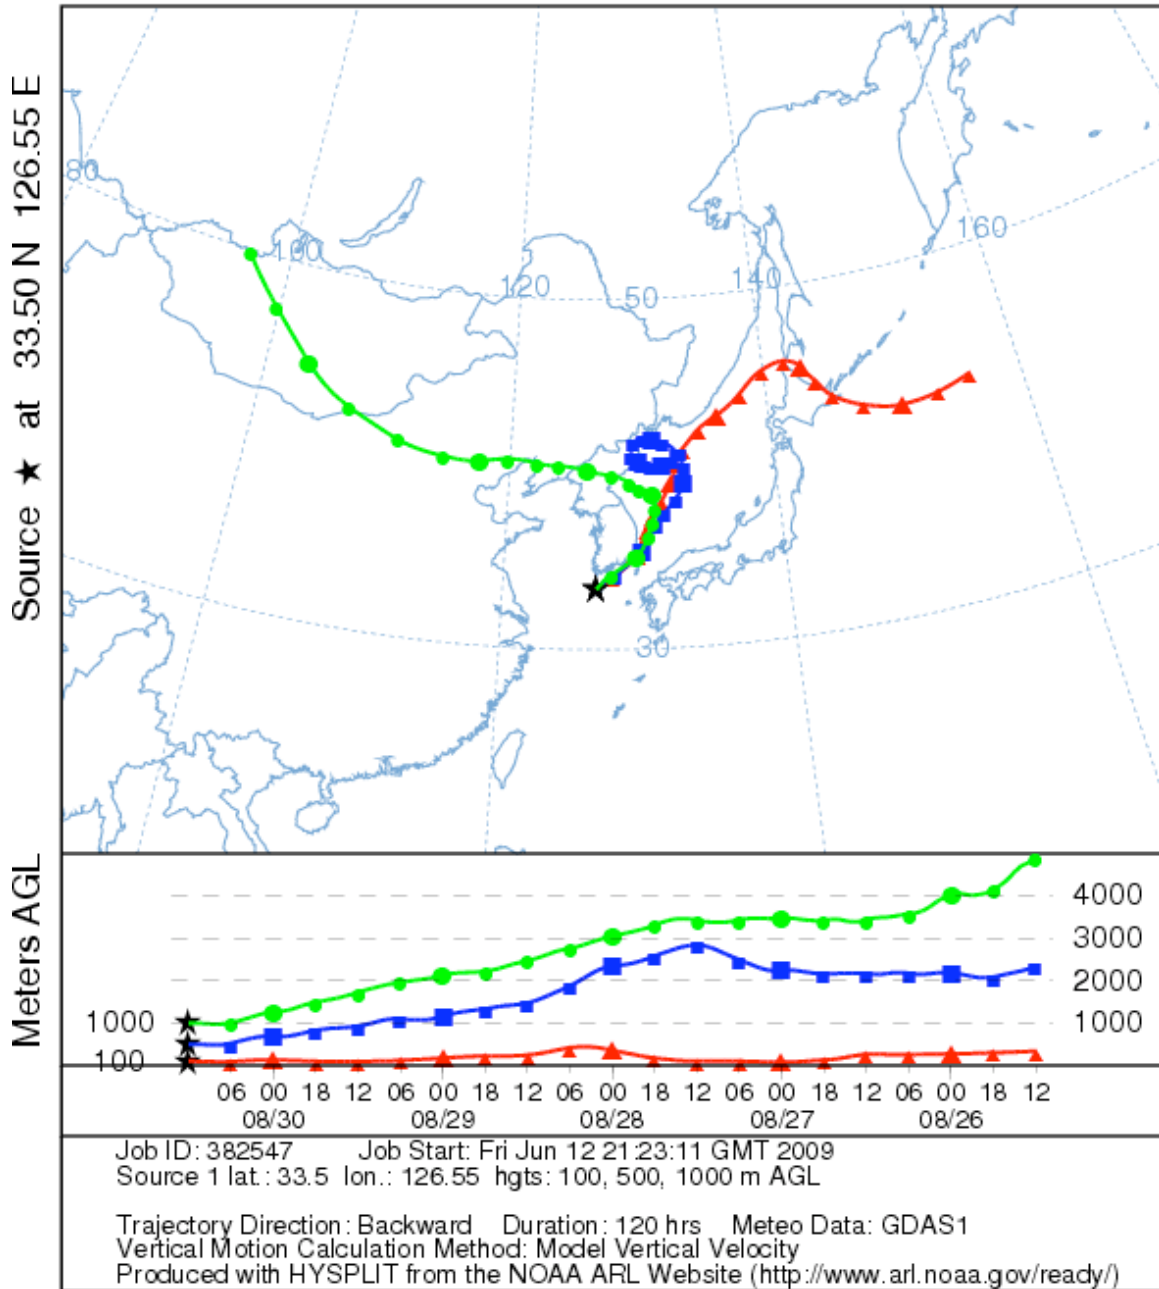 Source ★ at 33.50 N 126.55 E
80
100
120
50
140
160
30
Meters AGL
4000
3000
2000
1000
1000
100
06 00 18 12 06 00 18 12 06 00 18 12 06 00 18 12 06 00 18 12
08/30 08/29 08/28 08/27 08/26
Job ID: 382547 Job Start: Fri Jun 12 21:23:11 GMT 2009
Source 1 lat.: 33.5 lon.: 126.55 hgts: 100, 500, 1000 m AGL
Trajectory Direction: Backward Duration: 120 hrs Meteo Data: GDAS1
Vertical Motion Calculation Method: Model Vertical Velocity
Produced with HYSPLIT from the NOAA ARL Website (http://www.arl.noaa.gov/ready/)